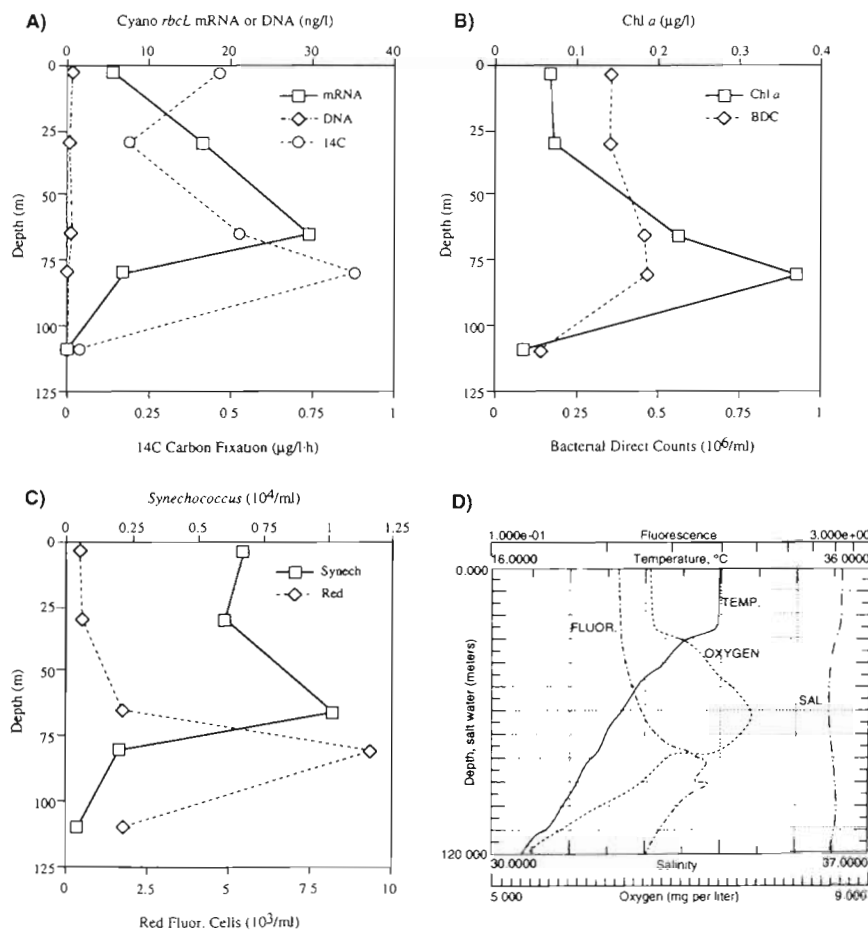 A)
Cyano rbcL mRNA or DNA (ng/l)
0 10 20 30 40
mRNA
DNA
14C
Depth (m)
0
25
50
75
100
125
0 0.25 0.5 0.75 1
14C Carbon Fixation (µg/l·h)
B)
Chl a (µg/l)
0 0.1 0.2 0.3 0.4
Chl a
BDC
Depth (m)
0
25
50
75
100
125
0 0.25 0.5 0.75 1
Bacterial Direct Counts (10⁶/ml)
C)
Synechococcus (10⁴/ml)
0 0.25 0.5 0.75 1 1.25
Synech
Red
Depth (m)
0
25
50
75
100
125
0 2.5 5 7.5 10
Red Fluor. Cells (10³/ml)
D)
1.000e-01 Fluorescence 3.000e+00
16.0000 Temperature, °C 36.0000
0.000
TEMP.
FLUOR.
OXYGEN
SAL
Depth, salt water (meters)
120.000
30.0000 Salinity 37.0000
5.000 Oxygen (mg per liter) 9.000